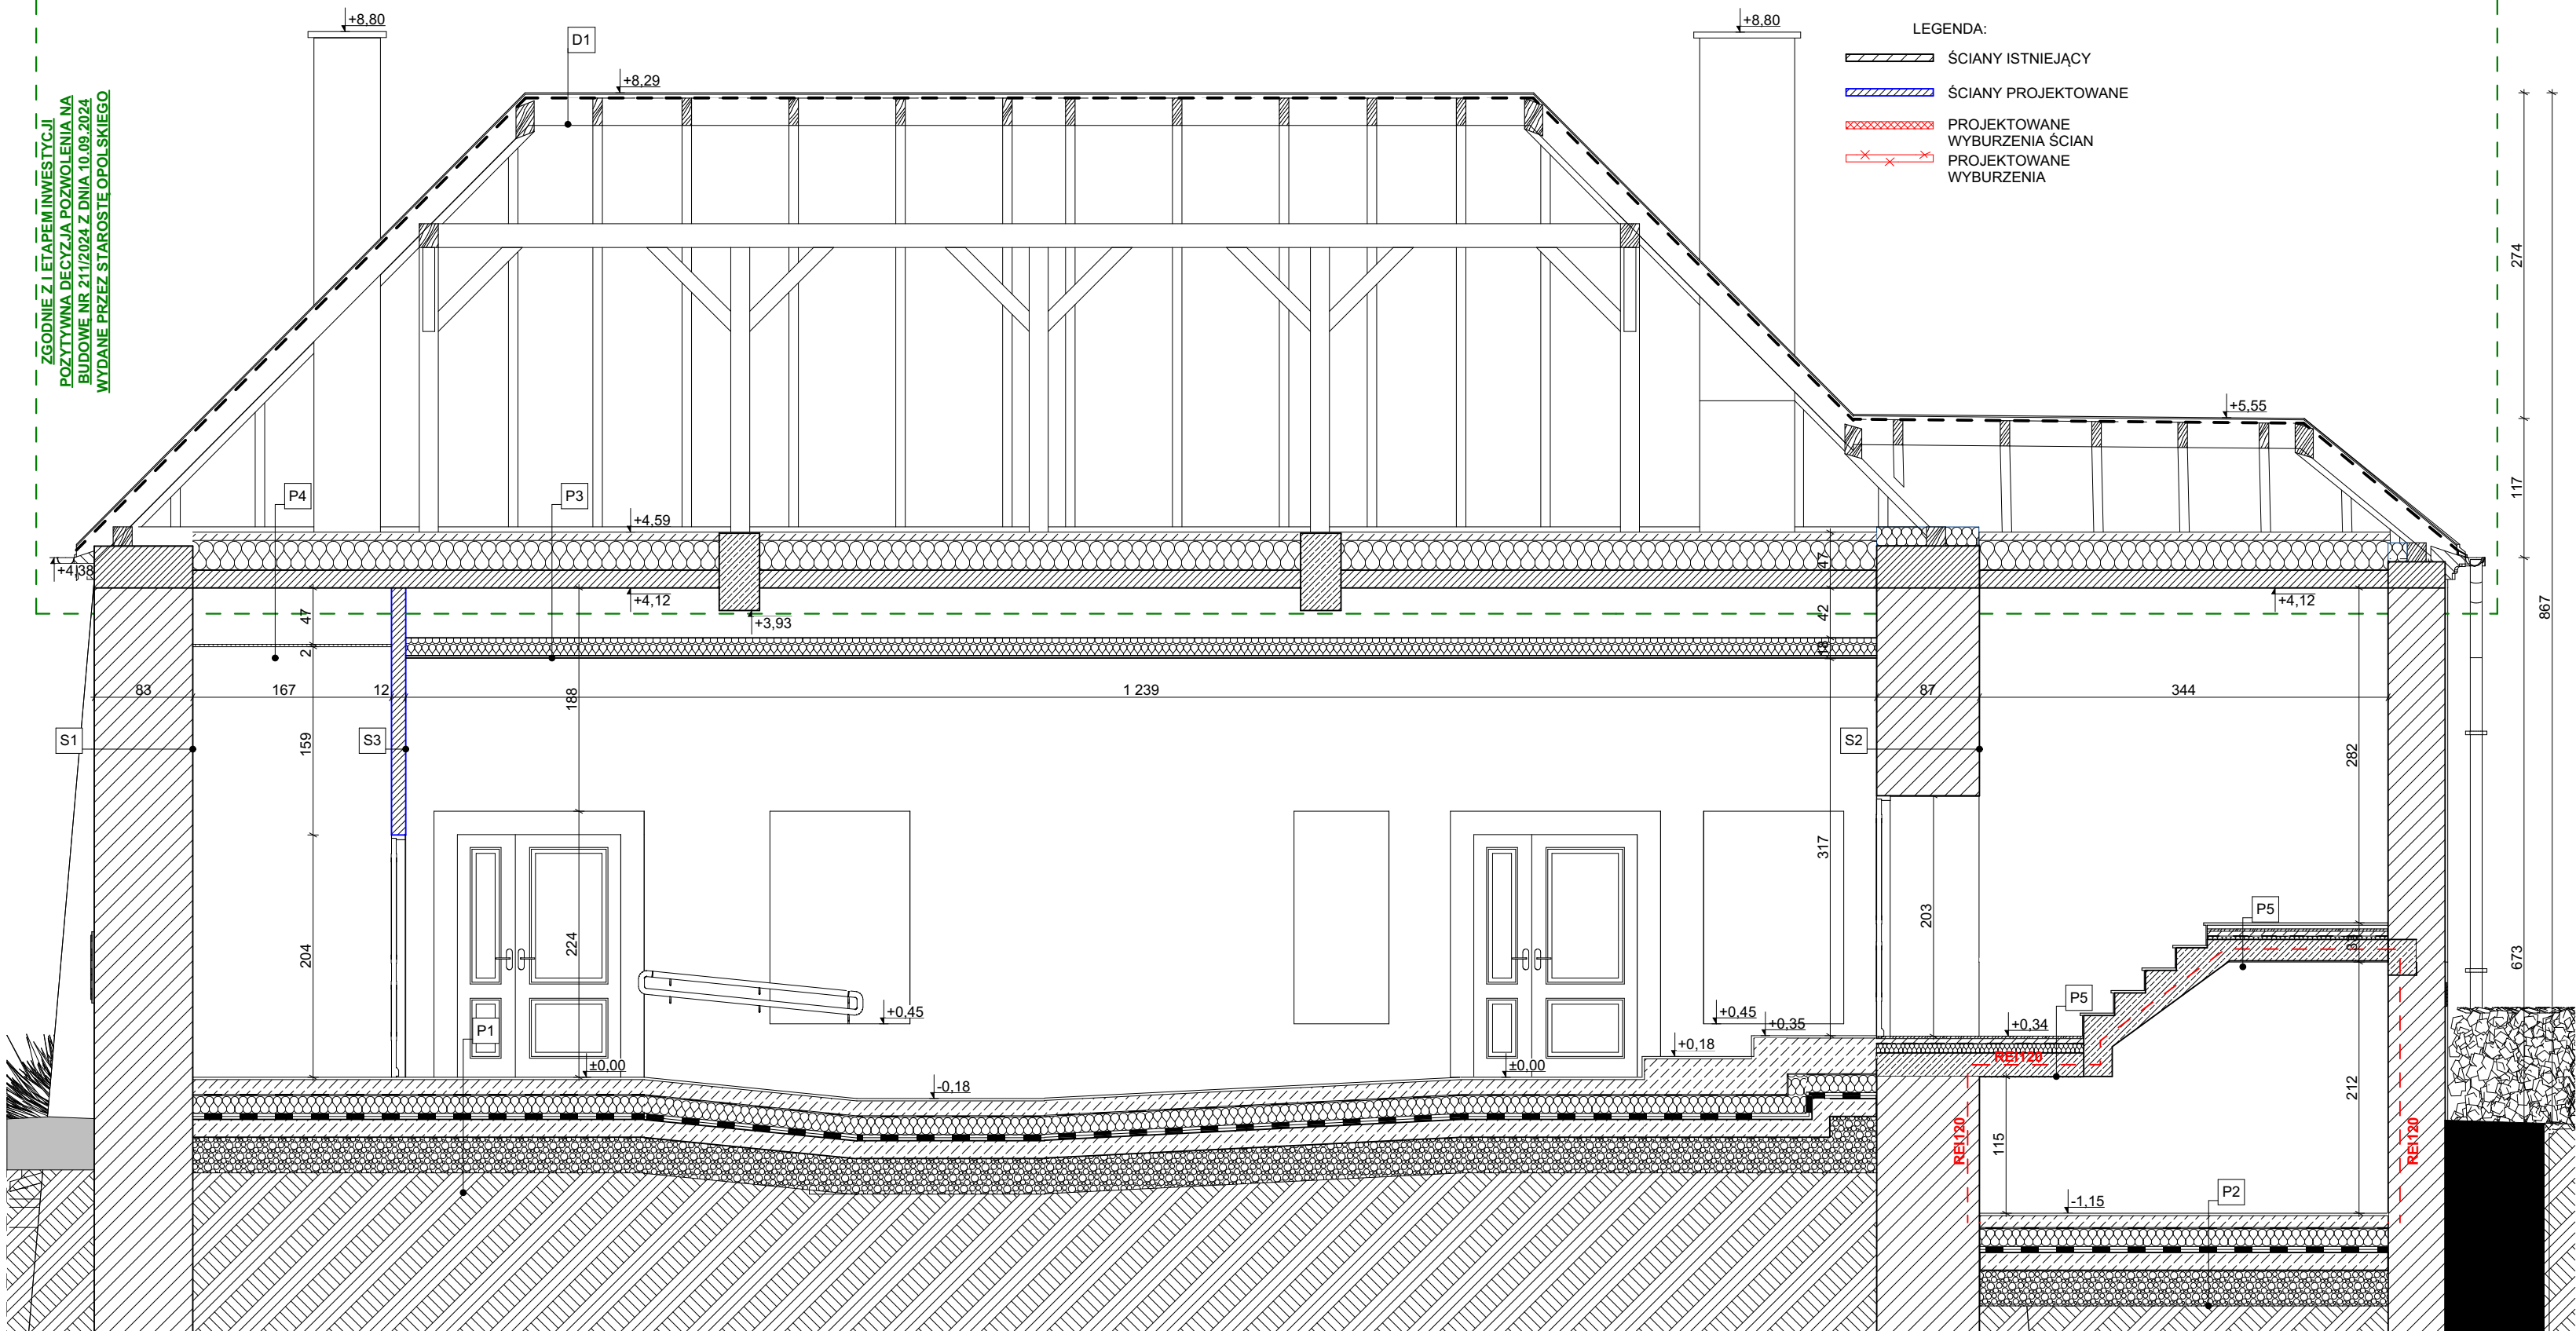 +8,80
D1
+8,29
+8,80
LEGENDA:
ŚCIANY ISTNIEJĄCY
ŚCIANY PROJEKTOWANE
PROJEKTOWANE
WYBURZENIA ŚCIAN
PROJEKTOWANE
WYBURZENIA
ZGODNIE Z I ETAPEM INWESTYCJI
POZYTYWNA DECYZJA POZWOLENIA NA
BUDOWĘ NR 211/2024 Z DNIA 10.09.2024
WYDANE PRZEZ STAROSTĘ OPOLSKIEGO
274
+5,55
117
867
673
P4
P3
+4,59
+4,38
+4,12
+3,93
+4,12
47
2
47
42
18
83
167
12
188
1 239
87
344
S1
159
S3
S2
282
317
204
224
203
P5
33
P1
+0,45
+0,45
+0.35
P5
+0,34
+0,18
±0,00
±0,00
-0,18
REI120
212
115
REI120
REI120
P2
-1,15